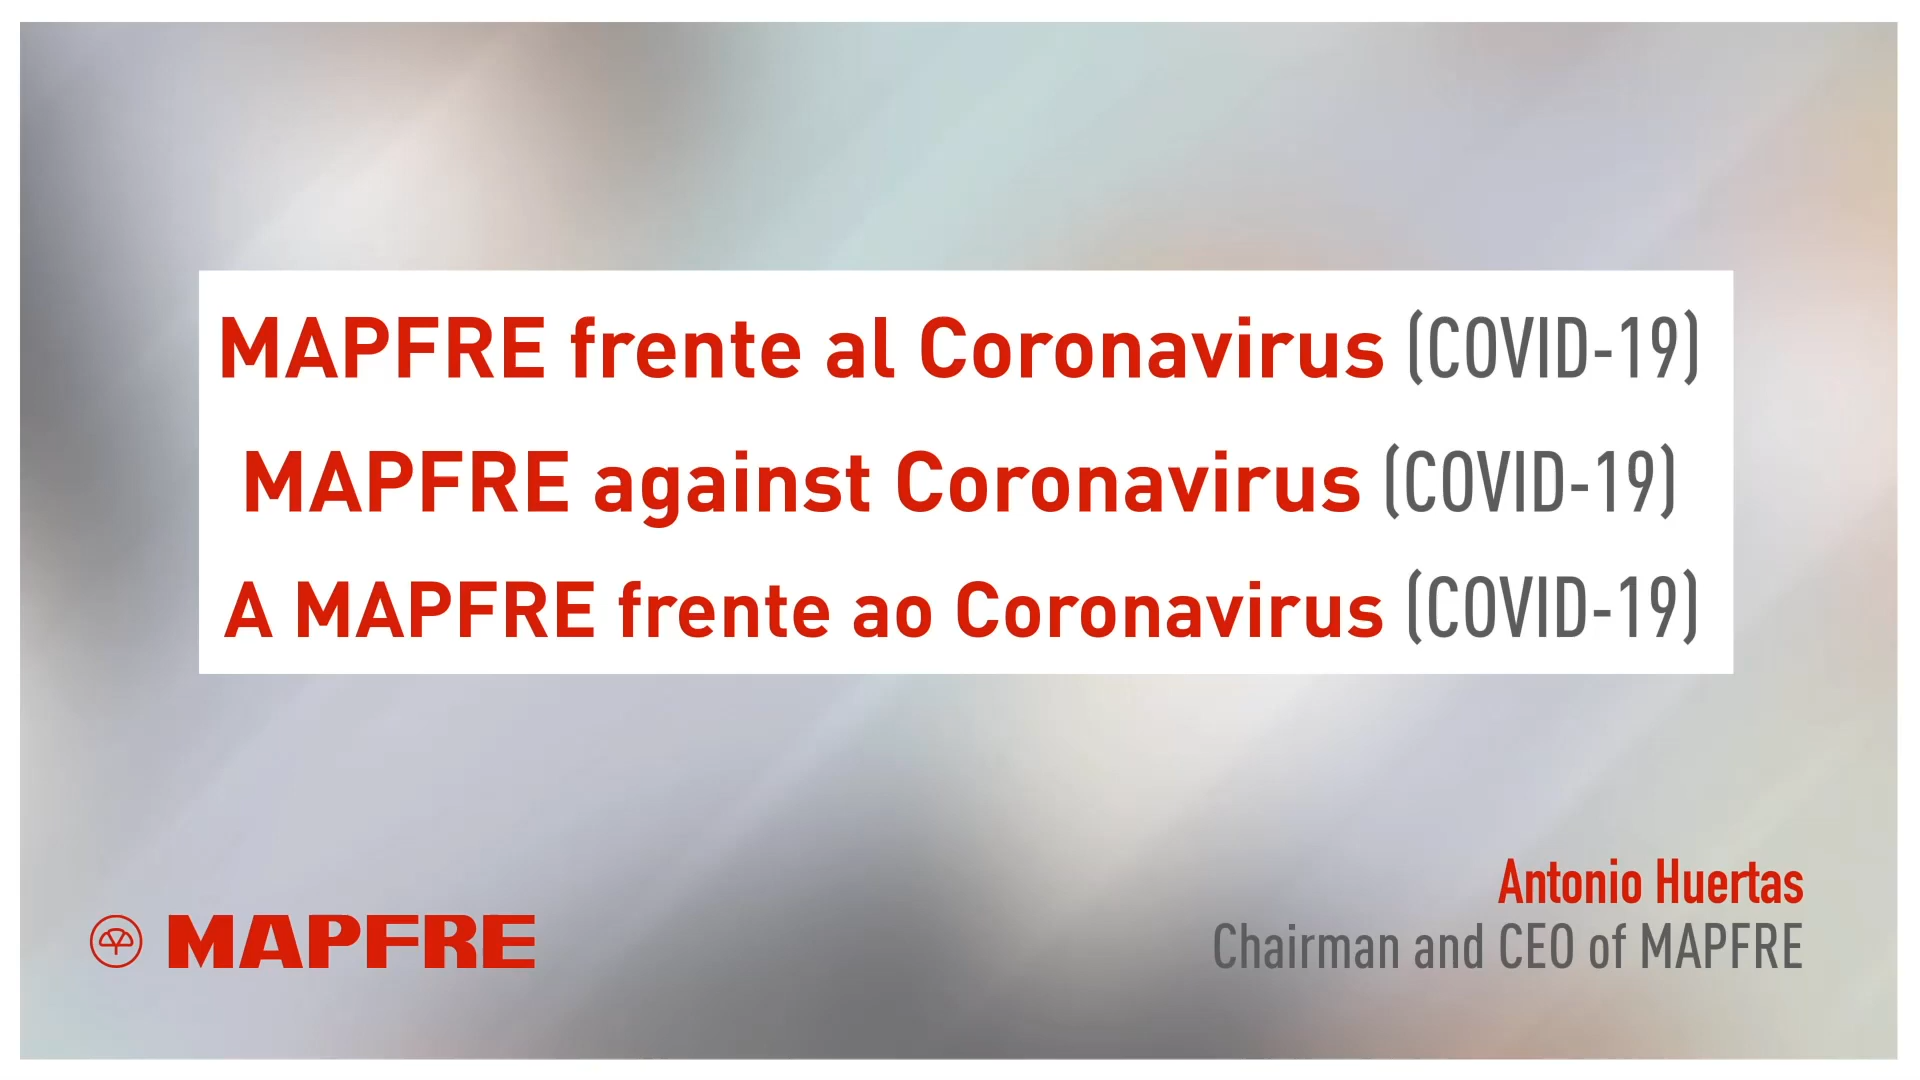 MAPFRE frente al Coronavirus (COVID-19)
MAPFRE against Coronavirus (COVID-19)
A MAPFRE frente ao Coronavirus (COVID-19)
Antonio Huertas
Chairman and CEO of MAPFRE
MAPFRE